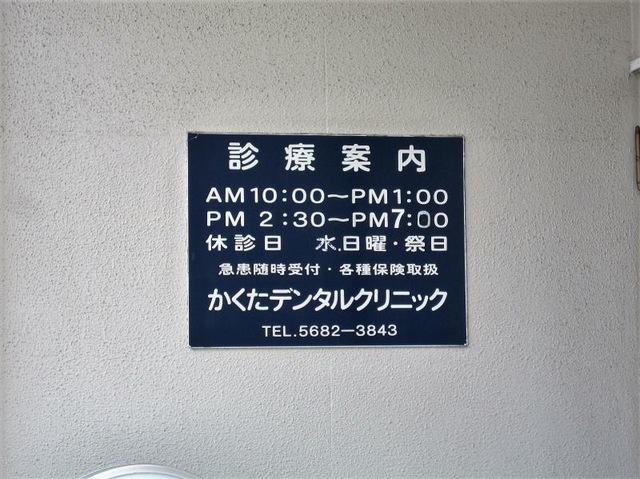 診療案内
AM10:00〜PM1:00
PM 2:30〜PM7:00
休診日 水.日曜・祭日
急患随時受付・各種保険取扱
かくたデンタルクリニック
TEL.5682-3843